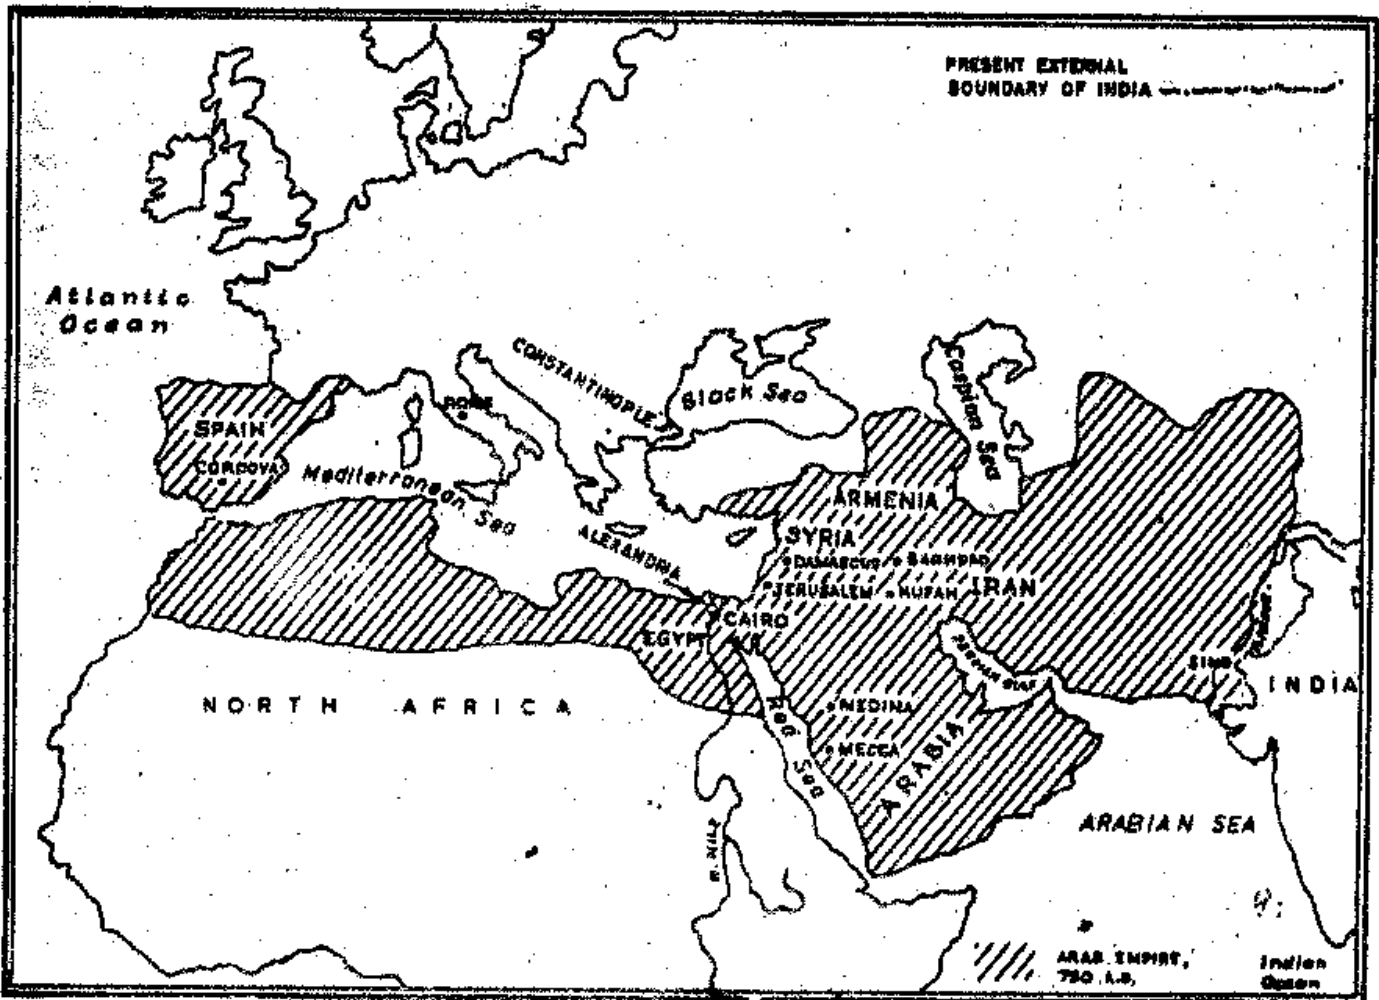 PRESENT EXTERNAL
BOUNDARY OF INDIA
Atlantic
Ocean
CONSTANTINOPLE
Black Sea
Caspian Sea
ROME
SPAIN
CORDOVA
Mediterranean Sea
ARMENIA
SYRIA
ALEXANDRIA
DAMASCUS
BAGHDAD
JERUSALEM
KUFAH
IRAN
CAIRO
EGYPT
PERSIAN GULF
SIND
INDIA
NORTH AFRICA
Red Sea
MEDINA
MECCA
ARABIA
R. NILE
ARABIAN SEA
ARAB EMPIRE,
750 A.D.
Indian
Ocean